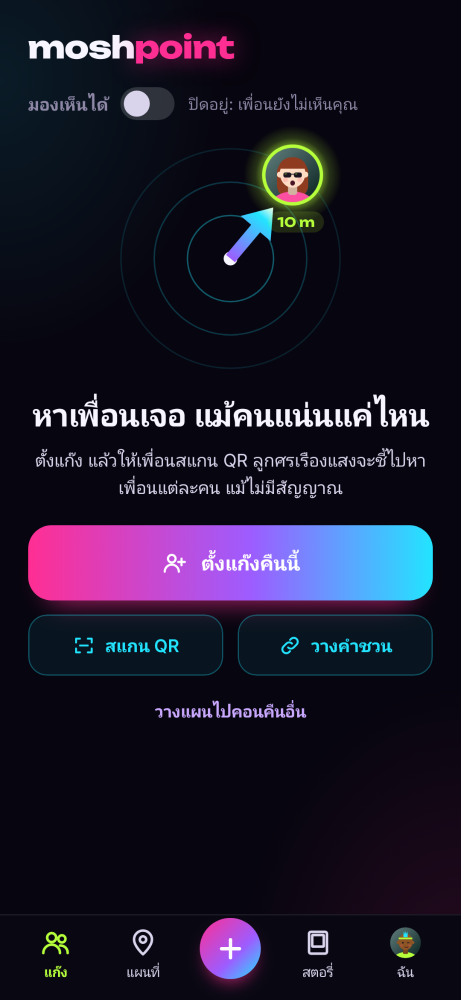 moshpoint
มองเห็นได้
ปิดอยู่: เพื่อนยังไม่เห็นคุณ
10 m
หาเพื่อนเจอ แม้คนแน่นแค่ไหน
ตั้งแก๊ง แล้วให้เพื่อนสแกน QR ลูกศรเรืองแสงจะชี้ไปหา
เพื่อนแต่ละคน แม้ไม่มีสัญญาณ
ตั้งแก๊งคืนนี้
สแกน QR
วางคำชวน
วางแผนไปคอนคืนอื่น
แก๊ง
แผนที่
สตอรี่
ฉัน